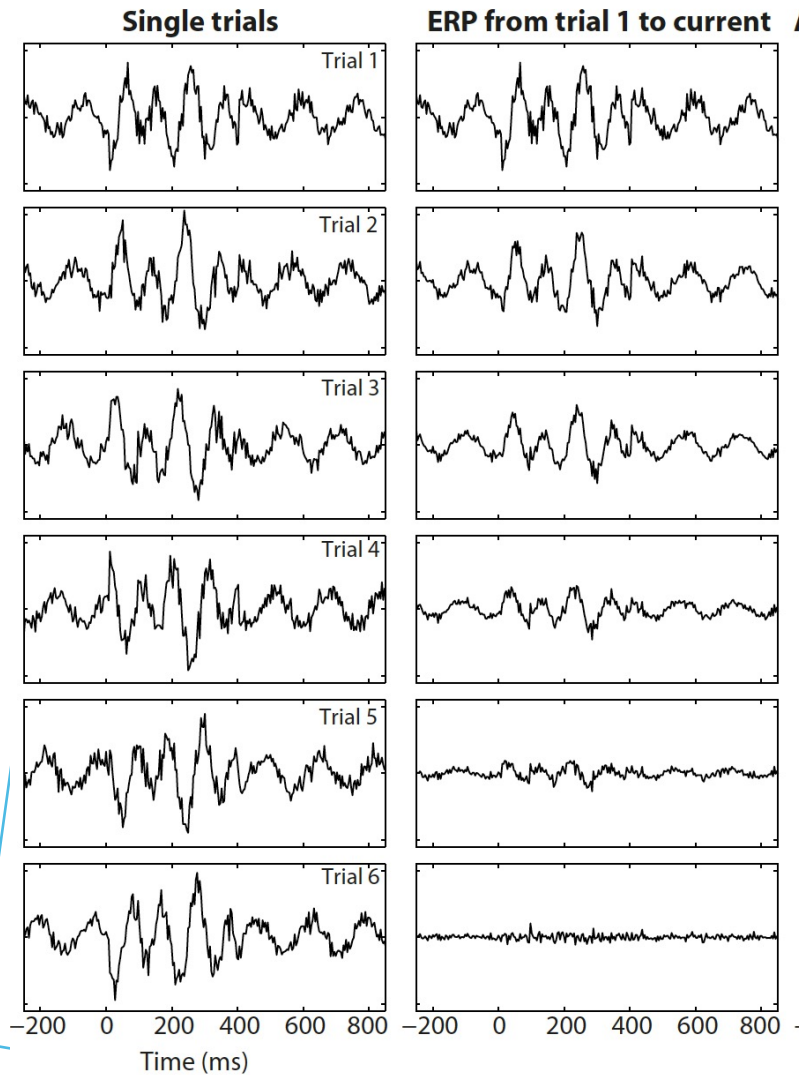 Single trials
ERP from trial 1 to current
Trial 1
Trial 2
Trial 3
Trial 4
Trial 5
Trial 6
−200 0 200 400 600 800
−200 0 200 400 600 800
Time (ms)